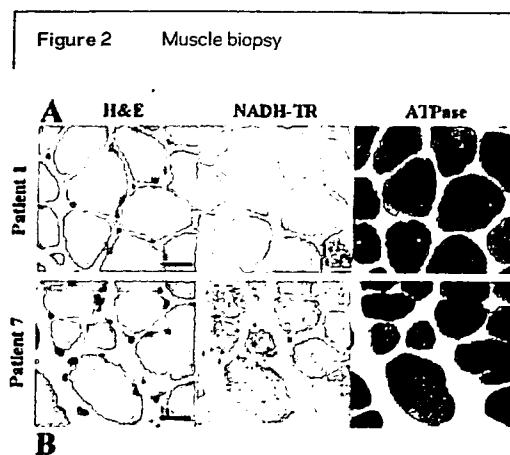 Figure 2 Muscle biopsy
A
H&E NADH-TR ATPase
Patient 1
Patient 7
B